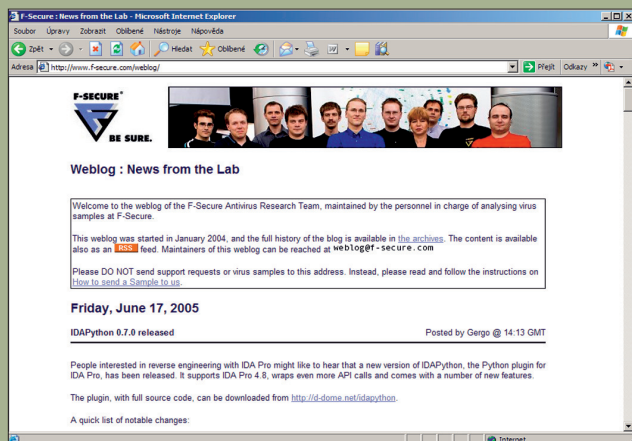 F-Secure : News from the Lab - Microsoft Internet Explorer
Soubor Úpravy Zobrazit Oblíbené Nástroje Nápověda
Zpět Hledat Oblíbené
Adresa http://www.f-secure.com/weblog/ Přejít Odkazy »
F-SECURE®
BE SURE.
Weblog : News from the Lab
Welcome to the weblog of the F-Secure Antivirus Research Team, maintained by the personnel in charge of analysing virus
samples at F-Secure.
This weblog was started in January 2004, and the full history of the blog is available in the archives. The content is available
also as an RSS feed. Maintainers of this weblog can be reached at weblog@f-secure.com
Please DO NOT send support requests or virus samples to this address. Instead, please read and follow the instructions on
How to send a Sample to us.
Friday, June 17, 2005
IDAPython 0.7.0 released Posted by Gergo @ 14:13 GMT
People interested in reverse engineering with IDA Pro might like to hear that a new version of IDAPython, the Python plugin for
IDA Pro, has been released. It supports IDA Pro 4.8, wraps even more API calls and comes with a number of new features.
The plugin, with full source code, can be downloaded from http://d-dome.net/idapython.
A quick list of notable changes:
Internet